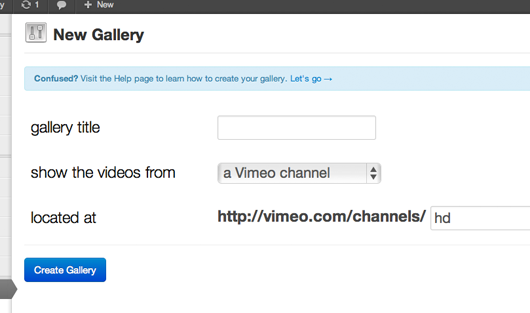 y 1 + New
New Gallery
Confused? Visit the Help page to learn how to create your gallery. Let's go →
gallery title
show the videos from a Vimeo channel
located at http://vimeo.com/channels/ hd
Create Gallery